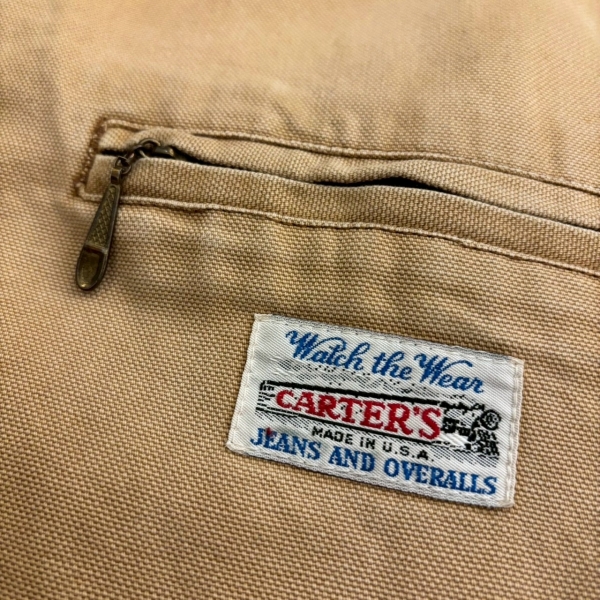 Watch the Wear
CARTER'S
®
MADE IN U.S.A.
JEANS AND OVERALLS